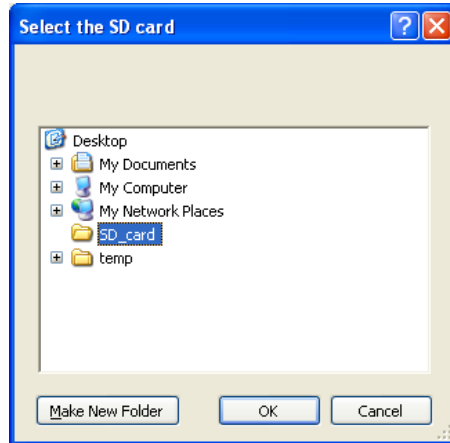 Select the SD card
Desktop
My Documents
My Computer
My Network Places
SD_card
temp
Make New Folder OK Cancel